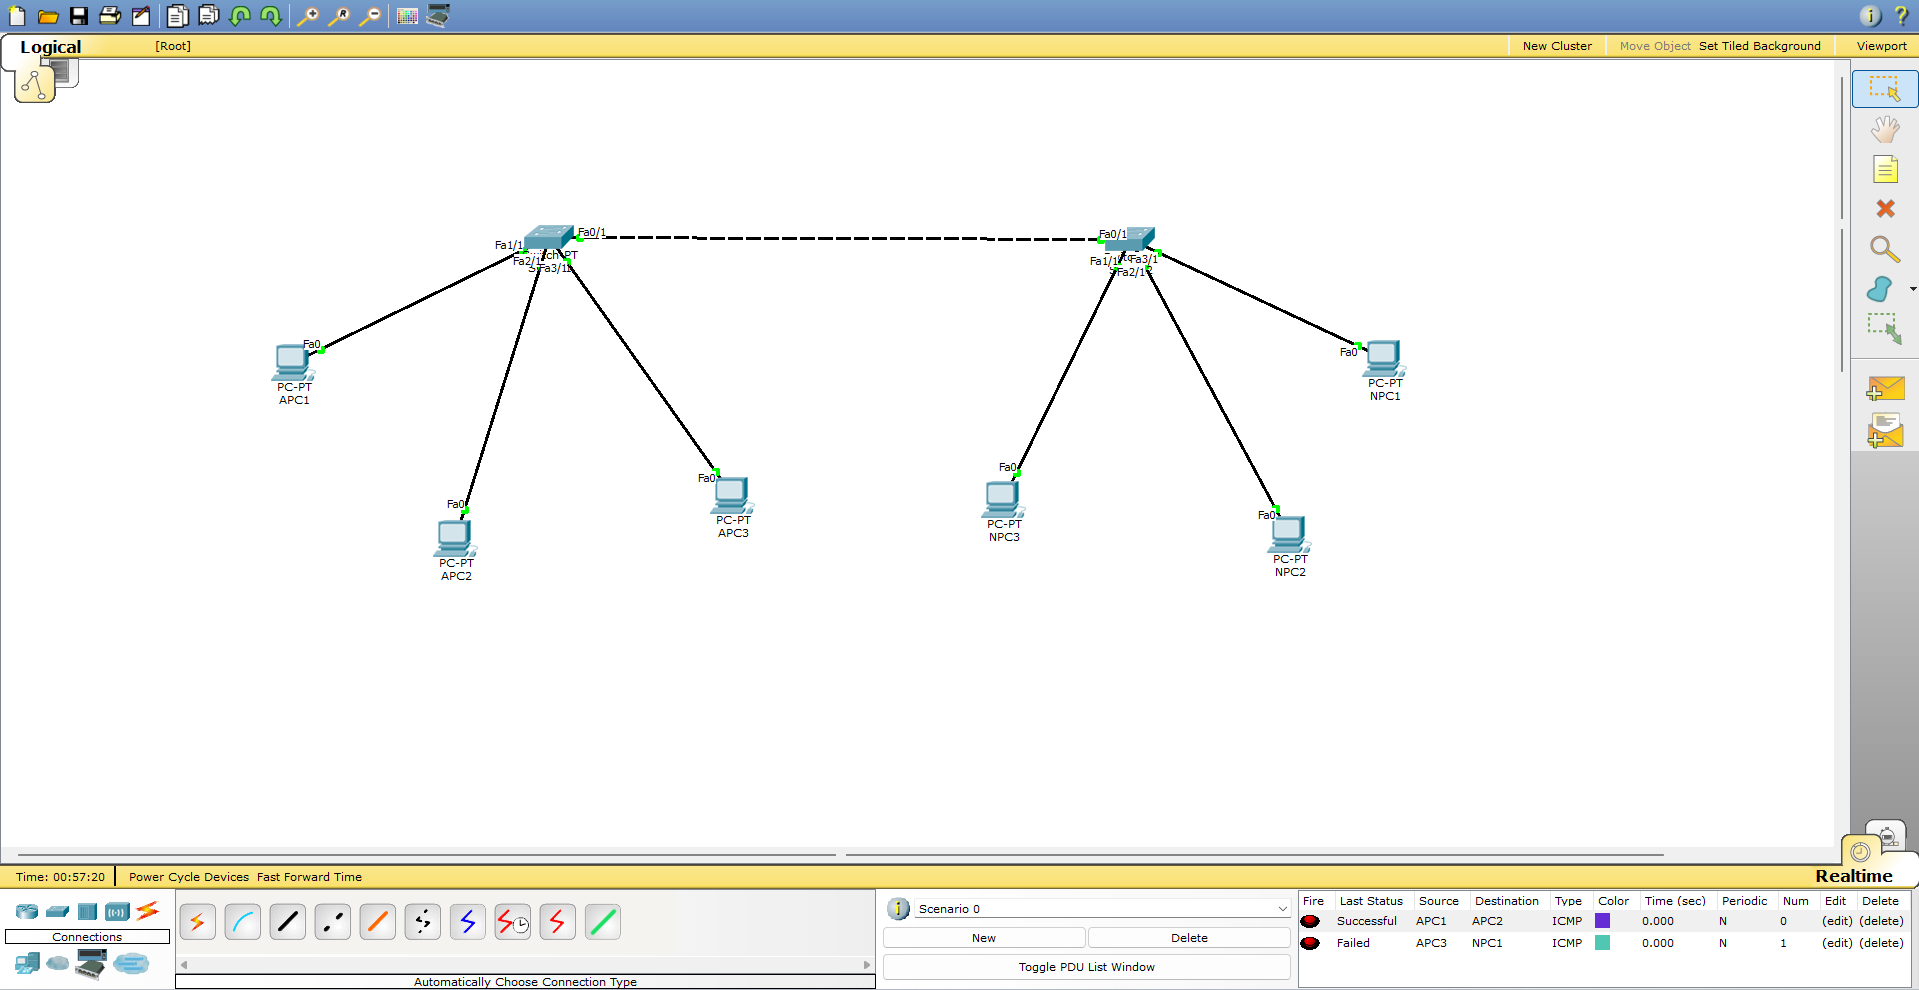 Logical [Root] New Cluster Move Object Set Tiled Background Viewport
Fa0/1
Fa0/1
Fa1/1
Fa2/1
Fa3/1
Fa1/1
Fa3/1
Fa2/1
Fa0
PC-PT
APC1
Fa0
PC-PT
NPC1
Fa0
PC-PT
APC2
Fa0
PC-PT
APC3
Fa0
PC-PT
NPC3
Fa0
PC-PT
NPC2
Time: 00:57:20 Power Cycle Devices Fast Forward Time Realtime
Connections
Automatically Choose Connection Type
Scenario 0
New Delete
Toggle PDU List Window
Fire Last Status Source Destination Type Color Time (sec) Periodic Num Edit Delete
Successful APC1 APC2 ICMP 0.000 N 0 (edit) (delete)
Failed APC3 NPC1 ICMP 0.000 N 1 (edit) (delete)